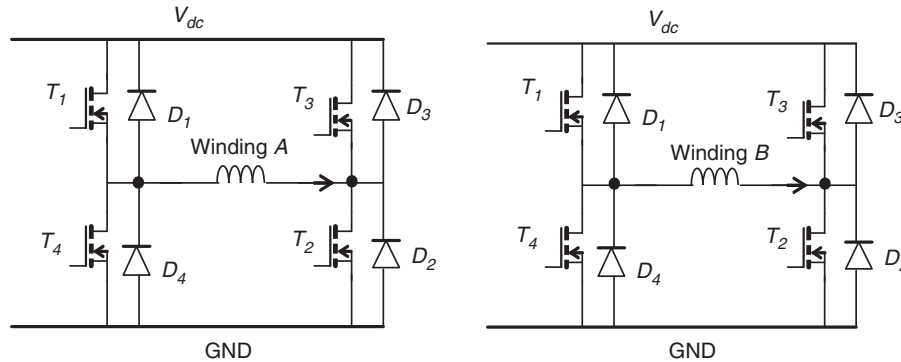 V_dc
T_1
D_1
T_3
D_3
Winding A
T_4
D_4
T_2
D_2
GND
V_dc
T_1
D_1
T_3
D_3
Winding B
T_4
D_4
T_2
GND